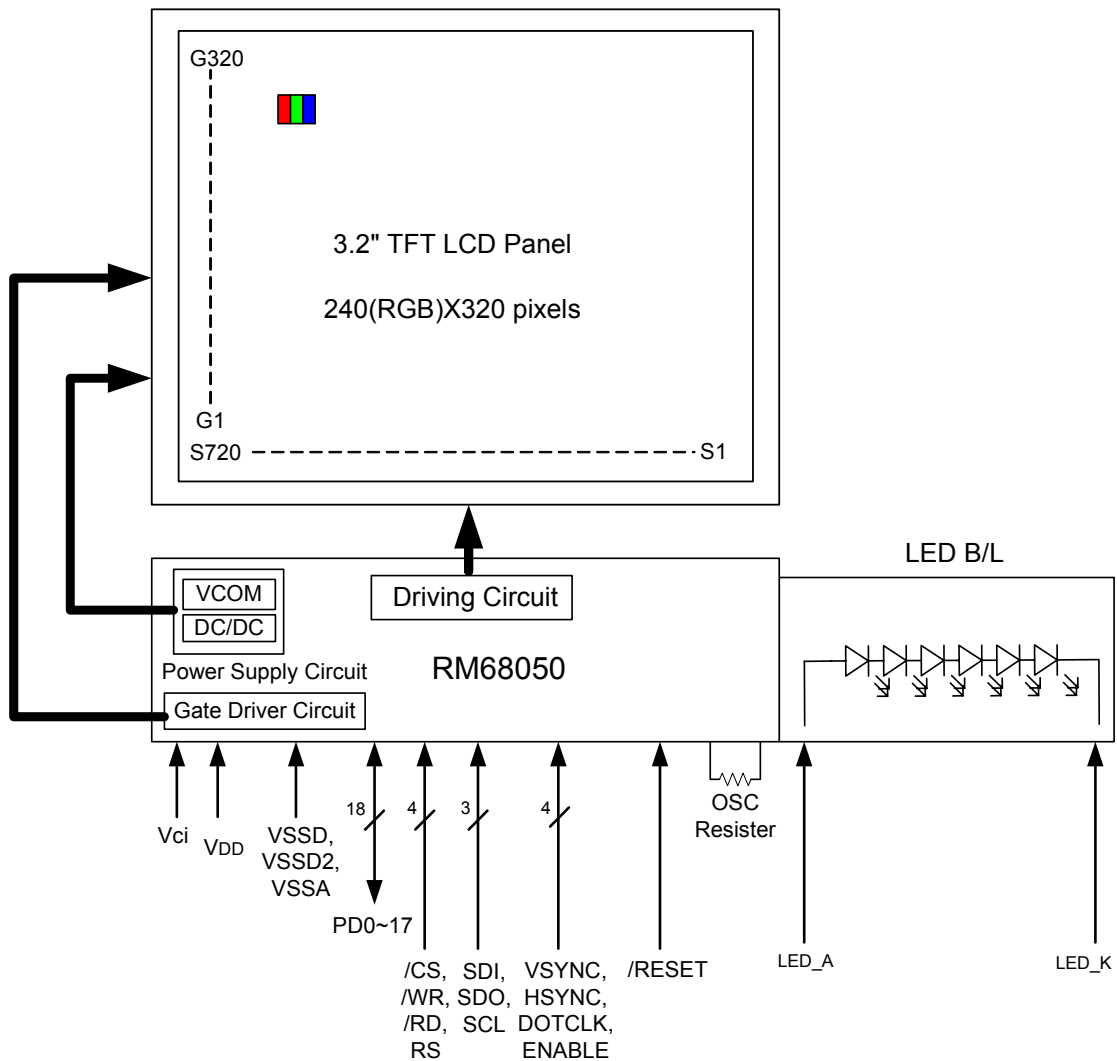 G320
3.2" TFT LCD Panel
240(RGB)X320 pixels
G1
S720
S1
LED B/L
VCOM
DC/DC
Driving Circuit
Power Supply Circuit
RM68050
Gate Driver Circuit
18
4
3
4
OSC
Resister
Vci
VDD
VSSD,
VSSD2,
VSSA
PD0~17
/CS,
/WR,
/RD,
RS
SDI,
SDO,
SCL
VSYNC,
HSYNC,
DOTCLK,
ENABLE
/RESET
LED_A
LED_K